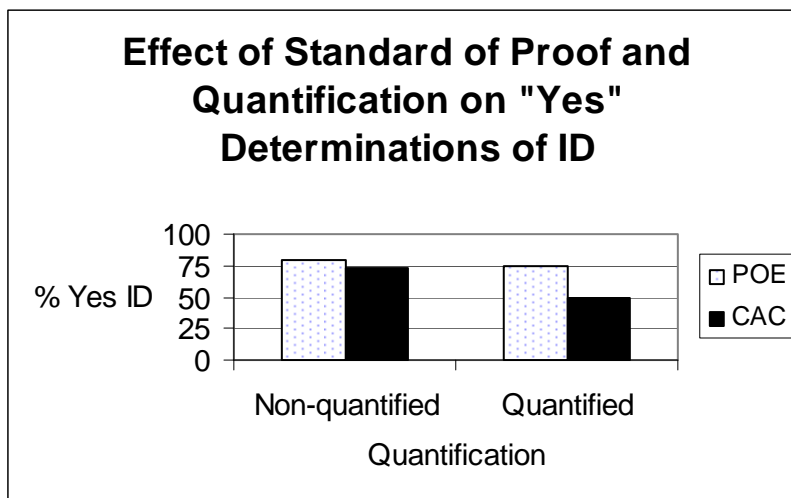 Effect of Standard of Proof and
Quantification on "Yes"
Determinations of ID
% Yes ID
100
75
50
25
0
Non-quantified
Quantified
Quantification
POE
CAC